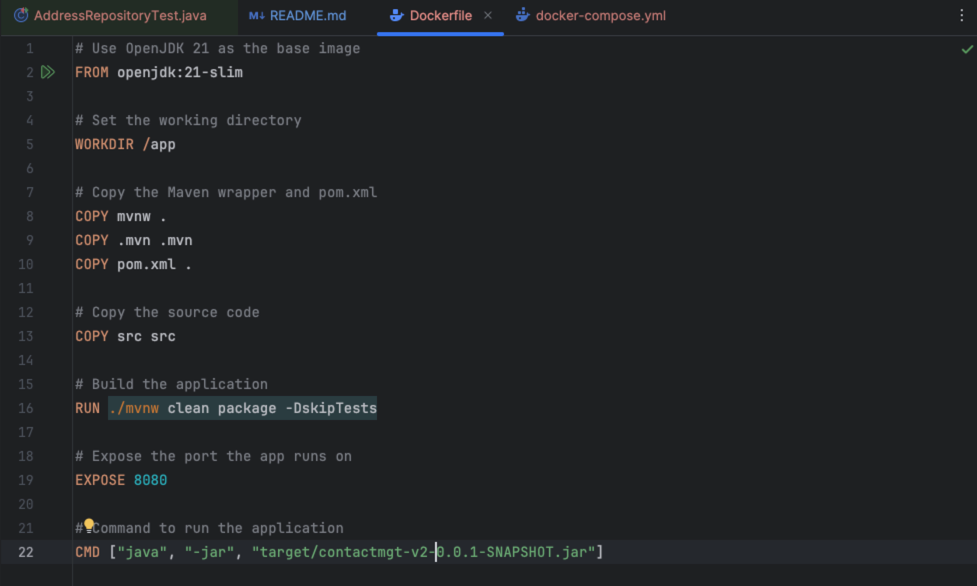 AddressRepositoryTest.java M↓ README.md Dockerfile docker-compose.yml
1 # Use OpenJDK 21 as the base image
2 FROM openjdk:21-slim
3
4 # Set the working directory
5 WORKDIR /app
6
7 # Copy the Maven wrapper and pom.xml
8 COPY mvnw .
9 COPY .mvn .mvn
10 COPY pom.xml .
11
12 # Copy the source code
13 COPY src src
14
15 # Build the application
16 RUN ./mvnw clean package -DskipTests
17
18 # Expose the port the app runs on
19 EXPOSE 8080
20
21 # Command to run the application
22 CMD ["java", "-jar", "target/contactmgt-v2-0.0.1-SNAPSHOT.jar"]